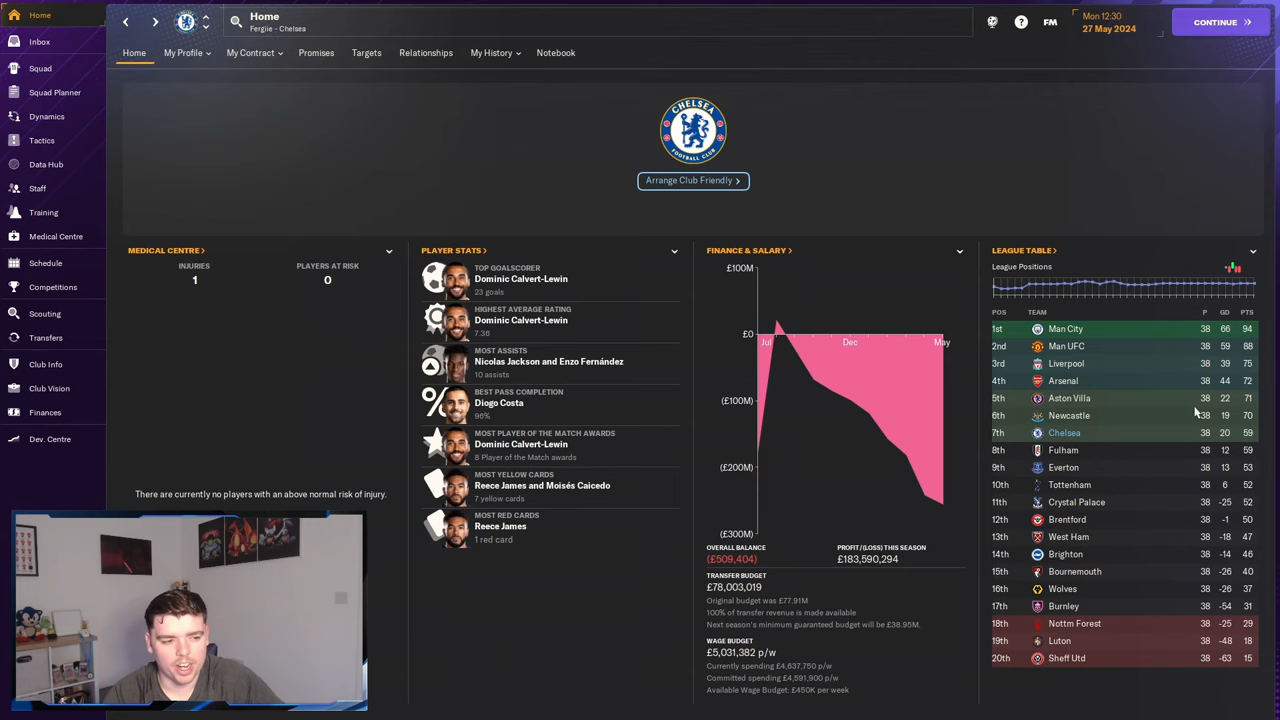 Home
Inbox
Squad
Squad Planner
Dynamics
Tactics
Data Hub
Staff
Training
Medical Centre
Schedule
Competitions
Scouting
Transfers
Club Info
Club Vision
Finances
Dev. Centre
Home
Fergiie - Chelsea
FM
Mon 12:30
27 May 2024
CONTINUE
Home My Profile My Contract Promises Targets Relationships My History Notebook
CHELSEA
FOOTBALL CLUB
Arrange Club Friendly
MEDICAL CENTRE
INJURIES PLAYERS AT RISK
1 0
There are currently no players with an above normal risk of injury.
PLAYER STATS
TOP GOALSCORER
Dominic Calvert-Lewin
23 goals
HIGHEST AVERAGE RATING
Dominic Calvert-Lewin
7.36
MOST ASSISTS
Nicolas Jackson and Enzo Fernández
10 assists
BEST PASS COMPLETION
Diogo Costa
96%
MOST PLAYER OF THE MATCH AWARDS
Dominic Calvert-Lewin
8 Player of the Match awards
MOST YELLOW CARDS
Reece James and Moisés Caicedo
7 yellow cards
MOST RED CARDS
Reece James
1 red card
FINANCE & SALARY
£100M
£0
Jul Dec May
(£100M)
(£200M)
(£300M)
OVERALL BALANCE PROFIT/(LOSS) THIS SEASON
(£509,404) £183,590,294
TRANSFER BUDGET
£78,003,019
Original budget was £77.91M
100% of transfer revenue is made available
Next season's minimum guaranteed budget will be £38.95M.
WAGE BUDGET
£5,031,382 p/w
Currently spending £4,637,750 p/w
Committed spending £4,591,900 p/w
Available Wage Budget: £450K per week
LEAGUE TABLE
League Positions
POS TEAM P GD PTS
1st Man City 38 66 94
2nd Man UFC 38 59 88
3rd Liverpool 38 39 75
4th Arsenal 38 44 72
5th Aston Villa 38 22 71
6th Newcastle 38 19 70
7th Chelsea 38 20 59
8th Fulham 38 12 59
9th Everton 38 13 53
10th Tottenham 38 6 52
11th Crystal Palace 38 -25 52
12th Brentford 38 -1 50
13th West Ham 38 -18 47
14th Brighton 38 -14 46
15th Bournemouth 38 -26 40
16th Wolves 38 -26 37
17th Burnley 38 -54 31
18th Nottm Forest 38 -25 29
19th Luton 38 -48 18
20th Sheff Utd 38 -63 15